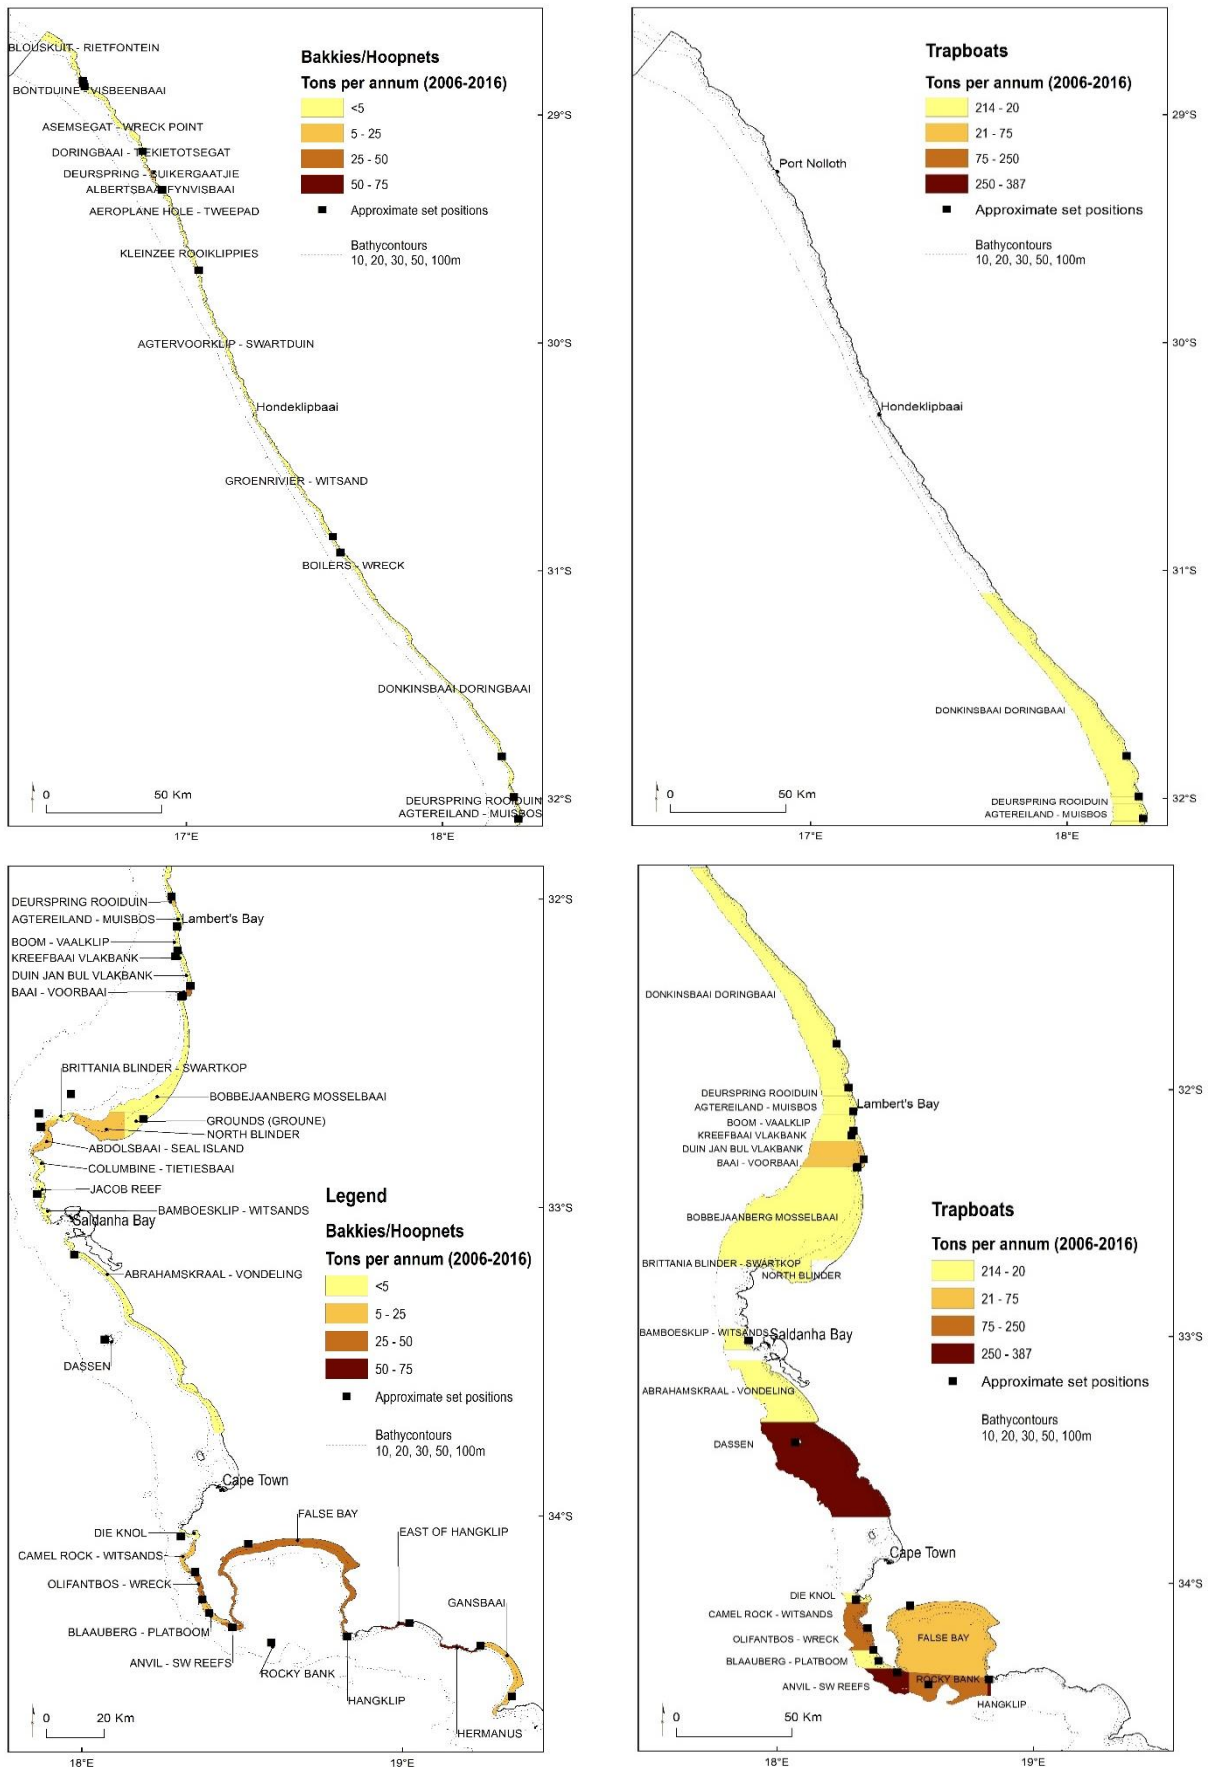 BLOUSKUIT - RIETFONTEIN
BONTDUINE - VISBEENBAAI
ASEMSEGAT - WRECK POINT
DORINGBAAI - TIEKIETOTSEGAT
DEURSPRING - SUIKERGAATJIE
ALBERTSBAAI FYNVISBAAI
AEROPLANE HOLE - TWEEPAD
KLEINZEE ROOIKLIPPIES
AGTERVOORKLIP - SWARTDUIN
Hondeklipbaai
GROENRIVIER - WITSAND
BOILERS - WRECK
DONKINSBAAI DORINGBAAI
DEURSPRING ROOIDUIN
AGTEREILAND - MUISBOS
Bakkies/Hoopnets
Tons per annum (2006-2016)
<5
5 - 25
25 - 50
50 - 75
Approximate set positions
Bathycontours
10, 20, 30, 50, 100m
0 50 Km
29°S
30°S
31°S
32°S
17°E 18°E
Port Nolloth
Hondeklipbaai
DONKINSBAAI DORINGBAAI
DEURSPRING ROOIDUIN
AGTEREILAND - MUISBOS
Trapboats
Tons per annum (2006-2016)
214 - 20
21 - 75
75 - 250
250 - 387
Approximate set positions
Bathycontours
10, 20, 30, 50, 100m
0 50 Km
29°S
30°S
31°S
32°S
17°E 18°E
DEURSPRING ROOIDUIN
AGTEREILAND - MUISBOS
Lambert's Bay
BOOM - VAALKLIP
KREEFBAAI VLAKBANK
DUIN JAN BUL VLAKBANK
BAAI - VOORBAAI
BRITTANIA BLINDER - SWARTKOP
BOBBEJAANBERG MOSSELBAAI
GROUNDS (GROUNE)
NORTH BLINDER
ABDOLSBAAI - SEAL ISLAND
COLUMBINE - TIETIESBAAI
JACOB REEF
BAMBOESKLIP - WITSANDS
Saldanha Bay
ABRAHAMSKRAAL - VONDELING
DASSEN
Cape Town
FALSE BAY
DIE KNOL
EAST OF HANGKLIP
CAMEL ROCK - WITSANDS
OLIFANTBOS - WRECK
GANSBAAI
BLAAUBERG - PLATBOOM
ANVIL - SW REEFS
ROCKY BANK
HANGKLIP
HERMANUS
Legend
Bakkies/Hoopnets
Tons per annum (2006-2016)
<5
5 - 25
25 - 50
50 - 75
Approximate set positions
Bathycontours
10, 20, 30, 50, 100m
0 20 Km
32°S
33°S
34°S
18°E 19°E
DONKINSBAAI DORINGBAAI
DEURSPRING ROOIDUIN
AGTEREILAND - MUISBOS
Lambert's Bay
BOOM - VAALKLIP
KREEFBAAI VLAKBANK
DUIN JAN BUL VLAKBANK
BAAI - VOORBAAI
BOBBEJAANBERG MOSSELBAAI
BRITTANIA BLINDER - SWARTKOP
NORTH BLINDER
BAMBOESKLIP - WITSANDS
Saldanha Bay
ABRAHAMSKRAAL - VONDELING
DASSEN
Cape Town
DIE KNOL
CAMEL ROCK - WITSANDS
OLIFANTBOS - WRECK
FALSE BAY
BLAAUBERG - PLATBOOM
ROCKY BANK
ANVIL - SW REEFS
HANGKLIP
Trapboats
Tons per annum (2006-2016)
214 - 20
21 - 75
75 - 250
250 - 387
Approximate set positions
Bathycontours
10, 20, 30, 50, 100m
0 50 Km
32°S
33°S
34°S
18°E 19°E